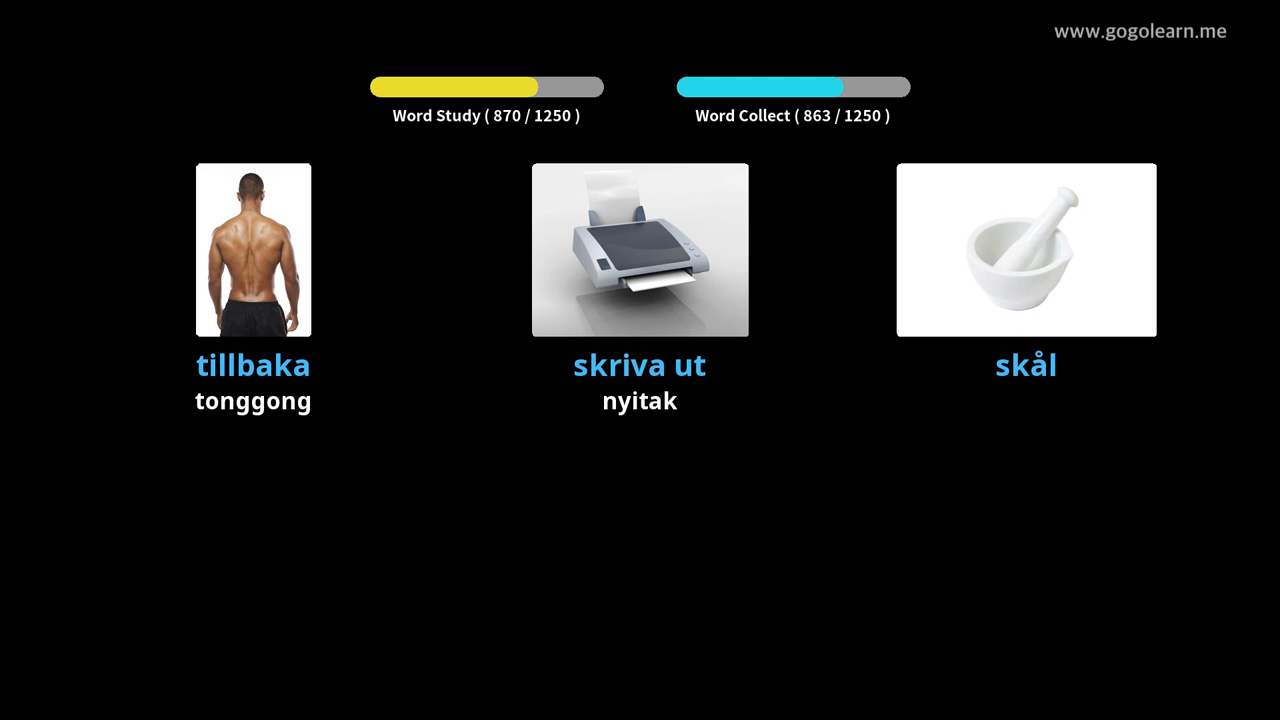 www.gogolearn.me
Word Study ( 870 / 1250 )
Word Collect ( 863 / 1250 )
tillbaka
tonggong
skriva ut
nyitak
skål